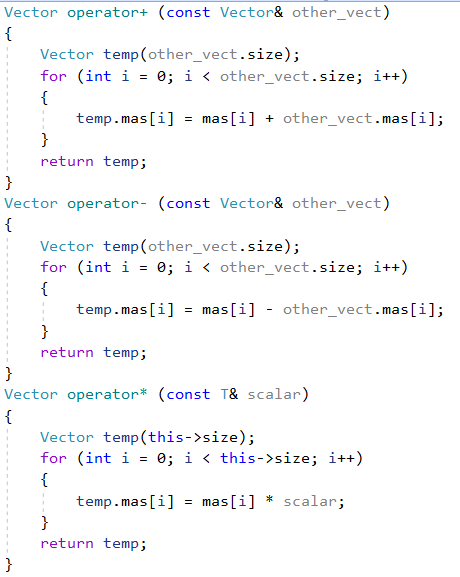 Vector operator+ (const Vector& other_vect)
{
    Vector temp(other_vect.size);
    for (int i = 0; i < other_vect.size; i++)
    {
        temp.mas[i] = mas[i] + other_vect.mas[i];
    }
    return temp;
}
Vector operator- (const Vector& other_vect)
{
    Vector temp(other_vect.size);
    for (int i = 0; i < other_vect.size; i++)
    {
        temp.mas[i] = mas[i] - other_vect.mas[i];
    }
    return temp;
}
Vector operator* (const T& scalar)
{
    Vector temp(this->size);
    for (int i = 0; i < this->size; i++)
    {
        temp.mas[i] = mas[i] * scalar;
    }
    return temp;
}